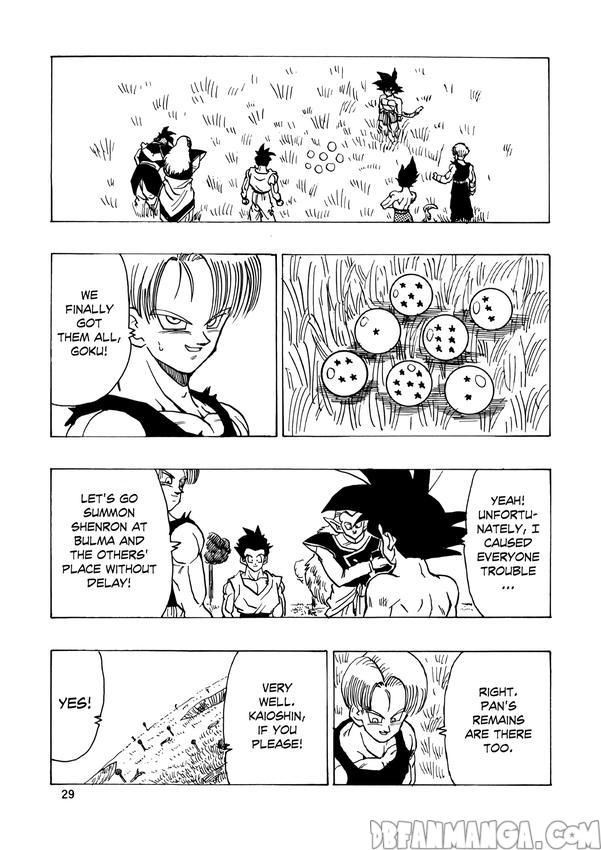 WE
FINALLY
GOT
THEM ALL,
GOKU!
YEAH!
UNFORTU-
NATELY, I
CAUSED
EVERYONE
TROUBLE
...
LET'S GO
SUMMON
SHENRON AT
BULMA
AND THE
OTHERS'
PLACE WITHOUT
DELAY!
RIGHT.
PAN'S
REMAINS
ARE THERE
TOO.
VERY
WELL.
KAIOSHIN,
IF YOU
PLEASE!
YES!
29
DBFANMANGA.COM